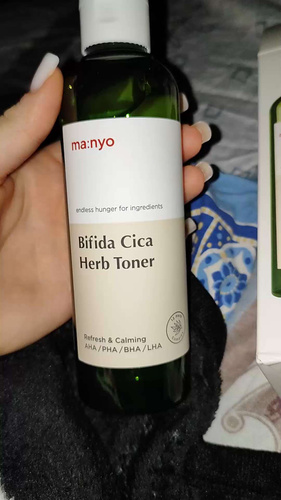 ma:nyo
endless hunger for ingredients
Bifida Cica
Herb Toner
Refresh & Calming
AHA / PHA / BHA / LHA